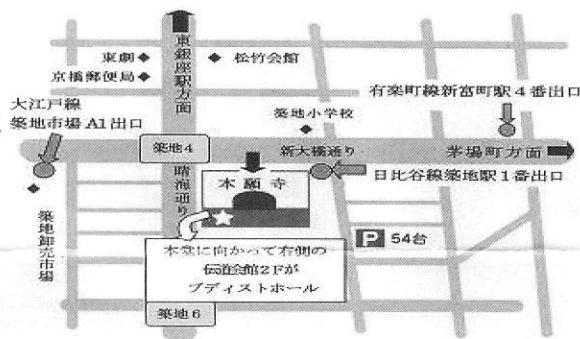 東銀座駅方面
東劇
松竹会館
京橋郵便局
大江戸線
築地市場A1出口
築地小学校
有楽町線新富町駅4番出口
築地4
新大橋通り
茅場町方面
晴海通り
本願寺
日比谷線築地駅1番出口
築地卸売市場
P 54台
本堂に向かって右側の
伝道会館2Fが
ブディストホール
築地6